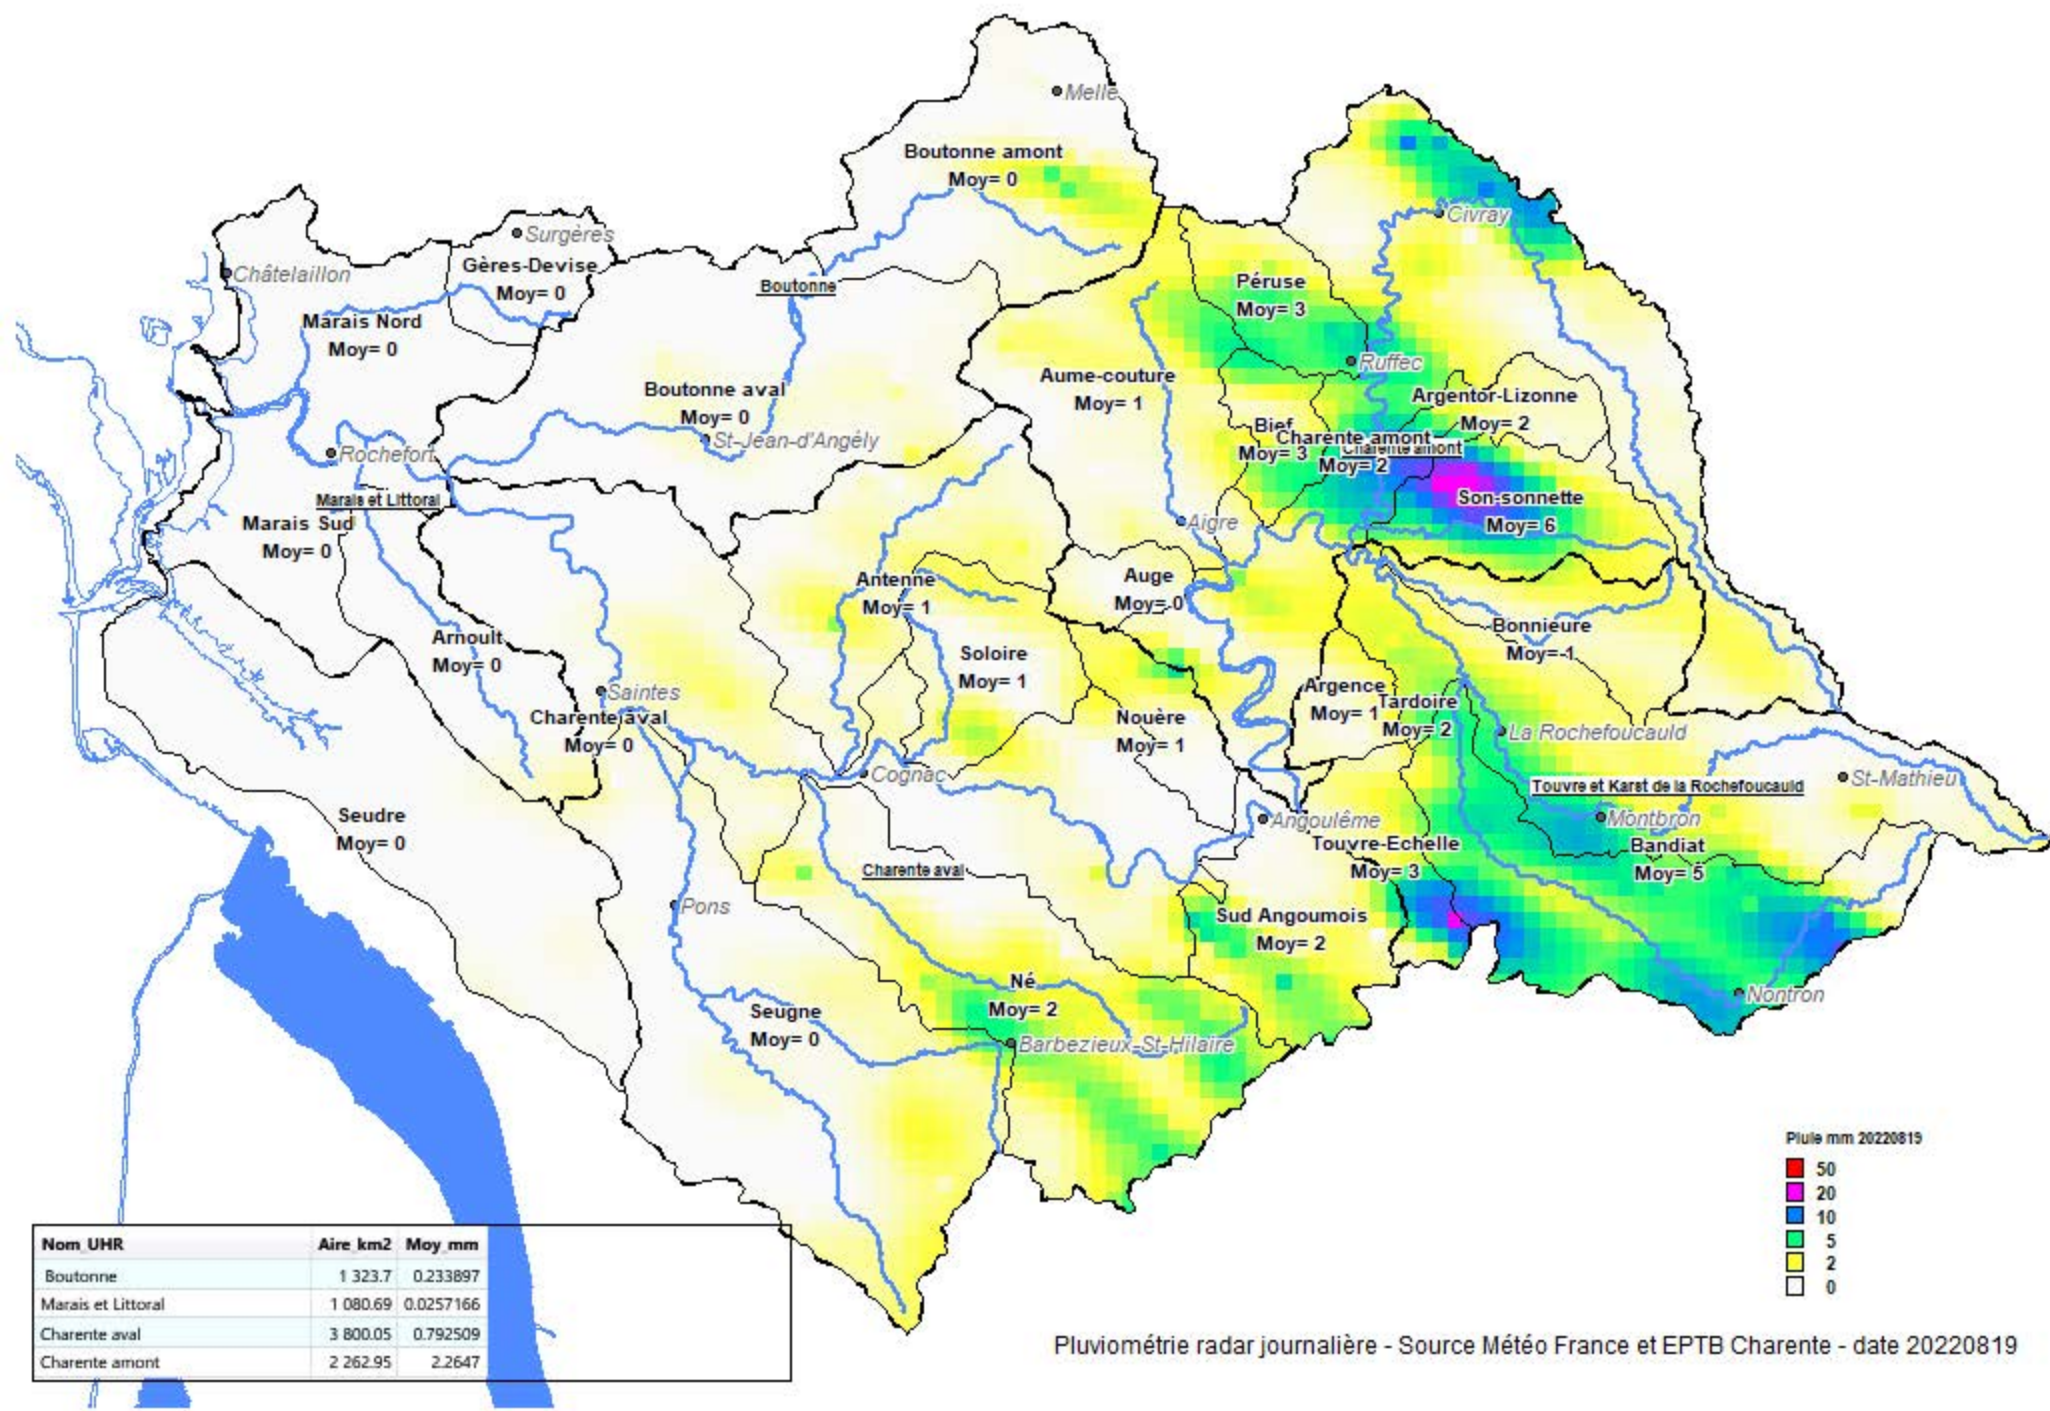 Melle
Boutonne amont
Moy= 0
Civray
Surgères
Gères-Devise
Moy= 0
Châtelaillon
Boutonne
Péruse
Moy= 3
Marais Nord
Moy= 0
Ruffec
Aume-couture
Moy= 1
Boutonne aval
Moy= 0
St-Jean-d'Angély
Argentor-Lizonne
Moy= 2
Bief
Moy= 3
Charente amont
Moy= 2
Charente amont
Rochefort
Marais et Littoral
Son-sonnette
Moy= 6
Marais Sud
Moy= 0
Aigre
Antenne
Moy= 1
Auge
Moy= 0
Bonnieure
Moy= 1
Arnoult
Moy= 0
Soloire
Moy= 1
Saintes
Argence
Moy= 1
Tardoire
Moy= 2
Charente aval
Moy= 0
Nouère
Moy= 1
La Rochefoucauld
Cognac
Touvre et Karst de la Rochefoucauld
St-Mathieu
Seudre
Moy= 0
Angoulême
Montbron
Touvre-Echelle
Moy= 3
Bandiat
Moy= 5
Charente aval
Pons
Sud Angoumois
Moy= 2
Né
Moy= 2
Nontron
Seugne
Moy= 0
Barbezieux-St-Hilaire
Pluie mm 20220819
50
20
10
5
2
0
Nom_UHR Aire_km2 Moy_mm
Boutonne 1 323.7 0.233897
Marais et Littoral 1 080.69 0.0257166
Charente aval 3 800.05 0.792509
Charente amont 2 262.95 2.2647
Pluviométrie radar journalière - Source Météo France et EPTB Charente - date 20220819